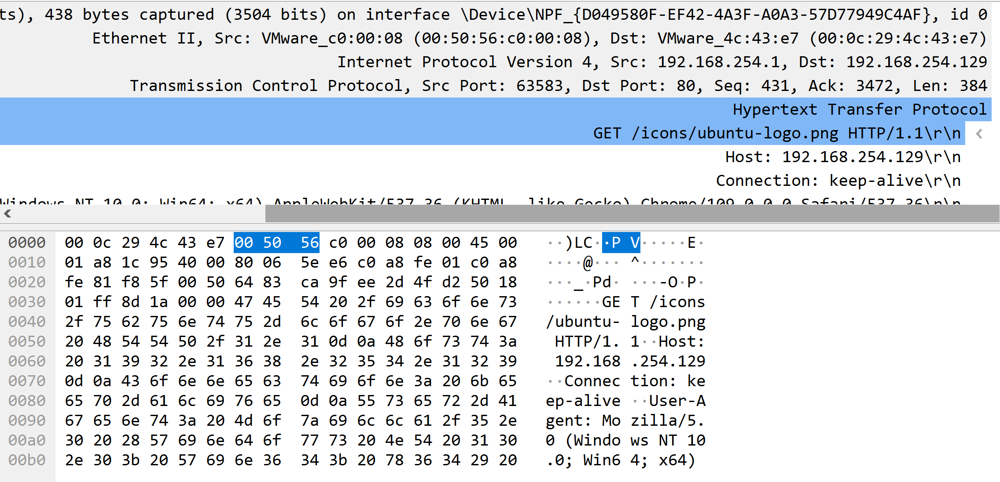 ts), 438 bytes captured (3504 bits) on interface \Device\NPF_{D049580F-EF42-4A3F-A0A3-57D77949C4AF}, id 0
Ethernet II, Src: VMware_c0:00:08 (00:50:56:c0:00:08), Dst: VMware_4c:43:e7 (00:0c:29:4c:43:e7)
Internet Protocol Version 4, Src: 192.168.254.1, Dst: 192.168.254.129
Transmission Control Protocol, Src Port: 63583, Dst Port: 80, Seq: 431, Ack: 3472, Len: 384
Hypertext Transfer Protocol
GET /icons/ubuntu-logo.png HTTP/1.1\r\n
Host: 192.168.254.129\r\n
Connection: keep-alive\r\n
Windows NT 10.0; Win64; x64) AppleWebKit/537.36 (KHTML, like Gecko) Chrome/109.0.0.0 Safari/537.36\r\n
0000 00 0c 29 4c 43 e7 00 50 56 c0 00 08 08 00 45 00 ··)LC··P V·····E·
0010 01 a8 1c 95 40 00 80 06 5e e6 c0 a8 fe 01 c0 a8 ····@··· ^·······
0020 fe 81 f8 5f 00 50 64 83 ca 9f ee 2d 4f d2 50 18 ···_·Pd· ···-O·P·
0030 01 ff 8d 1a 00 00 47 45 54 20 2f 69 63 6f 6e 73 ······GE T /icons
0040 2f 75 62 75 6e 74 75 2d 6c 6f 67 6f 2e 70 6e 67 /ubuntu- logo.png
0050 20 48 54 54 50 2f 31 2e 31 0d 0a 48 6f 73 74 3a HTTP/1. 1··Host:
0060 20 31 39 32 2e 31 36 38 2e 32 35 34 2e 31 32 39 192.168 .254.129
0070 0d 0a 43 6f 6e 6e 65 63 74 69 6f 6e 3a 20 6b 65 ··Connec tion: ke
0080 65 70 2d 61 6c 69 76 65 0d 0a 55 73 65 72 2d 41 ep-alive ··User-A
0090 67 65 6e 74 3a 20 4d 6f 7a 69 6c 6c 61 2f 35 2e gent: Mo zilla/5.
00a0 30 20 28 57 69 6e 64 6f 77 73 20 4e 54 20 31 30 0 (Windo ws NT 10
00b0 2e 30 3b 20 57 69 6e 36 34 3b 20 78 36 34 29 20 .0; Win6 4; x64)